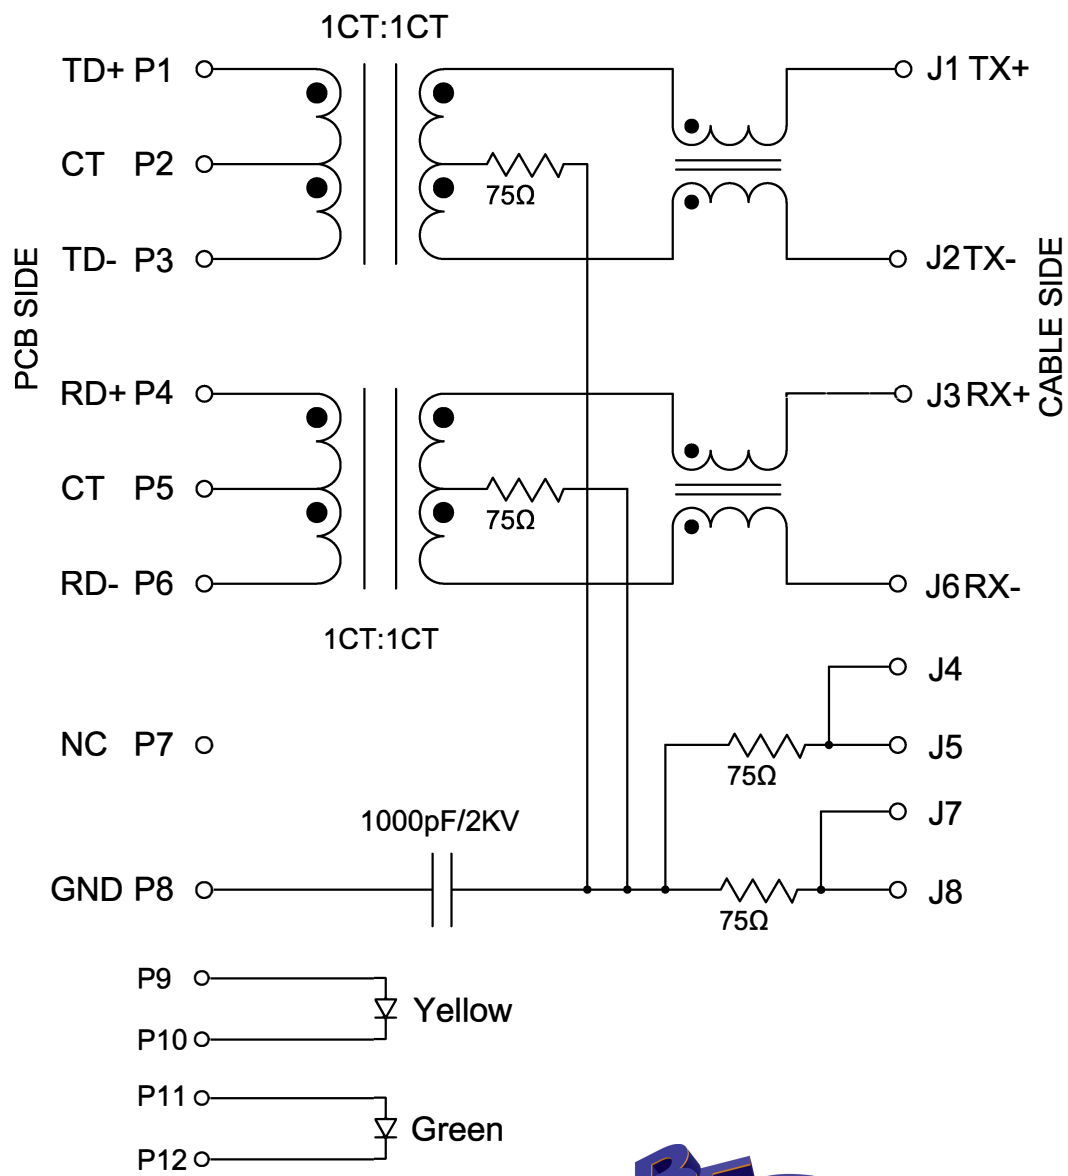 1CT:1CT
TD+ P1
J1 TX+
CT P2
75Ω
TD- P3
J2 TX-
PCB SIDE
CABLE SIDE
RD+ P4
J3 RX+
CT P5
75Ω
RD- P6
J6 RX-
1CT:1CT
J4
NC P7
J5
75Ω
J7
1000pF/2KV
GND P8
J8
75Ω
P9
Yellow
P10
P11
Green
P12